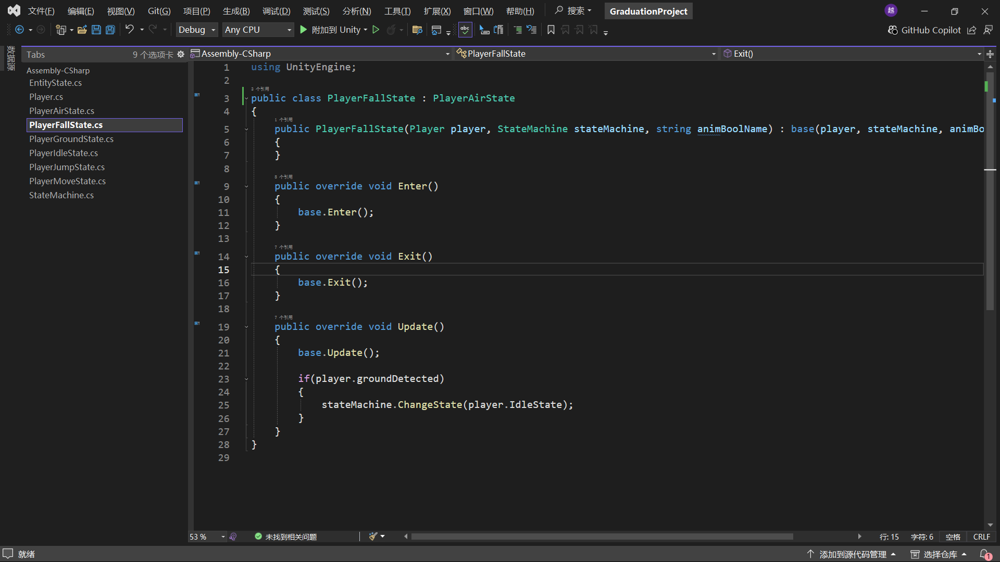 文件(F) 编辑(E) 视图(V) Git(G) 项目(P) 生成(B) 调试(D) 测试(S) 分析(N) 工具(T) 扩展(X) 窗口(W) 帮助(H) 搜索 GraduationProject 越
Debug Any CPU 附加到 Unity abc GitHub Copilot
数据源
Tabs 9 个选项卡
Assembly-CSharp
EntityState.cs
Player.cs
PlayerAirState.cs
PlayerFallState.cs
PlayerGroundState.cs
PlayerIdleState.cs
PlayerJumpState.cs
PlayerMoveState.cs
StateMachine.cs
Assembly-CSharp PlayerFallState Exit()
1 using UnityEngine;
2
3 个引用
3 public class PlayerFallState : PlayerAirState
4 {
1 个引用
5 public PlayerFallState(Player player, StateMachine stateMachine, string animBoolName) : base(player, stateMachine, animBo
6 {
7 }
8
8 个引用
9 public override void Enter()
10 {
11 base.Enter();
12 }
13
7 个引用
14 public override void Exit()
15 {
16 base.Exit();
17 }
18
7 个引用
19 public override void Update()
20 {
21 base.Update();
22
23 if(player.groundDetected)
24 {
25 stateMachine.ChangeState(player.IdleState);
26 }
27 }
28 }
29
53 % 未找到相关问题 行: 15 字符: 6 空格 CRLF
就绪 添加到源代码管理 选择仓库 1